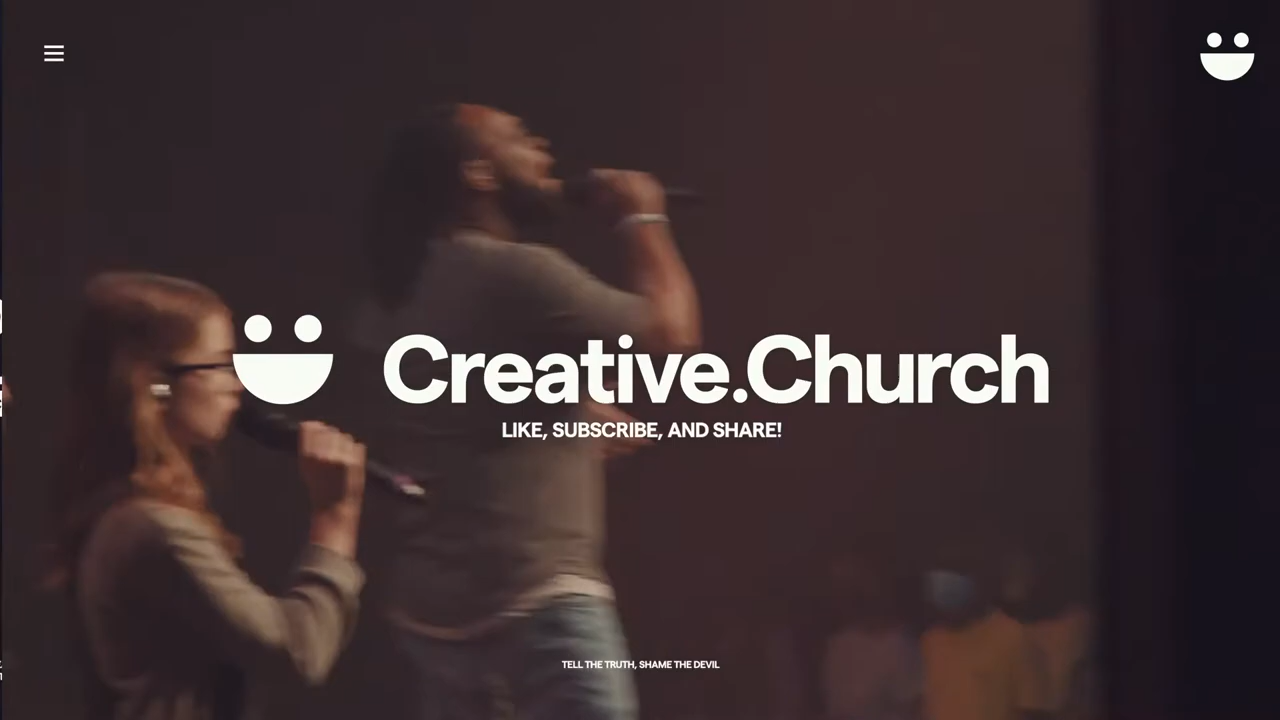 Creative.Church
LIKE, SUBSCRIBE, AND SHARE!
TELL THE TRUTH, SHAME THE DEVIL